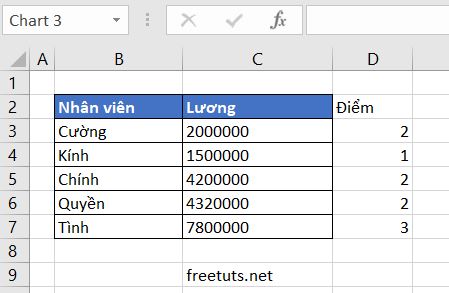 Chart 3
A B C D
1
2 Nhân viên Lương Điểm
3 Cường 2000000 2
4 Kính 1500000 1
5 Chính 4200000 2
6 Quyền 4320000 2
7 Tình 7800000 3
8
9 freetuts.net